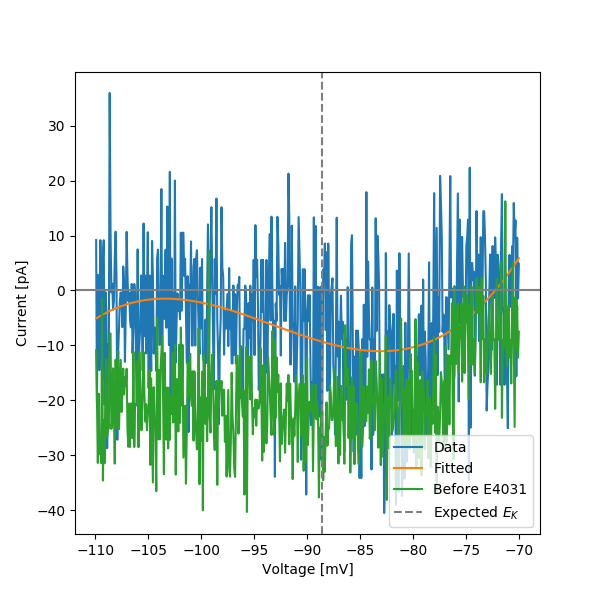 Current [pA]
30
20
10
0
−10
−20
−30
−40
Data
Fitted
Before E4031
Expected E_K
−110
−105
−100
−95
−90
−85
−80
−75
−70
Voltage [mV]